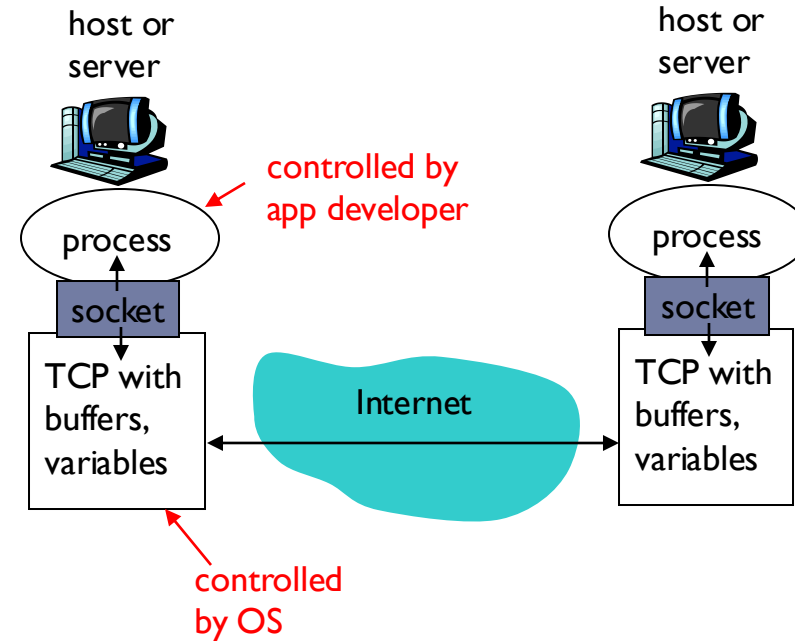 host or
server
host or
server
controlled by
app developer
process
process
socket
socket
TCP with
buffers,
variables
Internet
TCP with
buffers,
variables
controlled
by OS